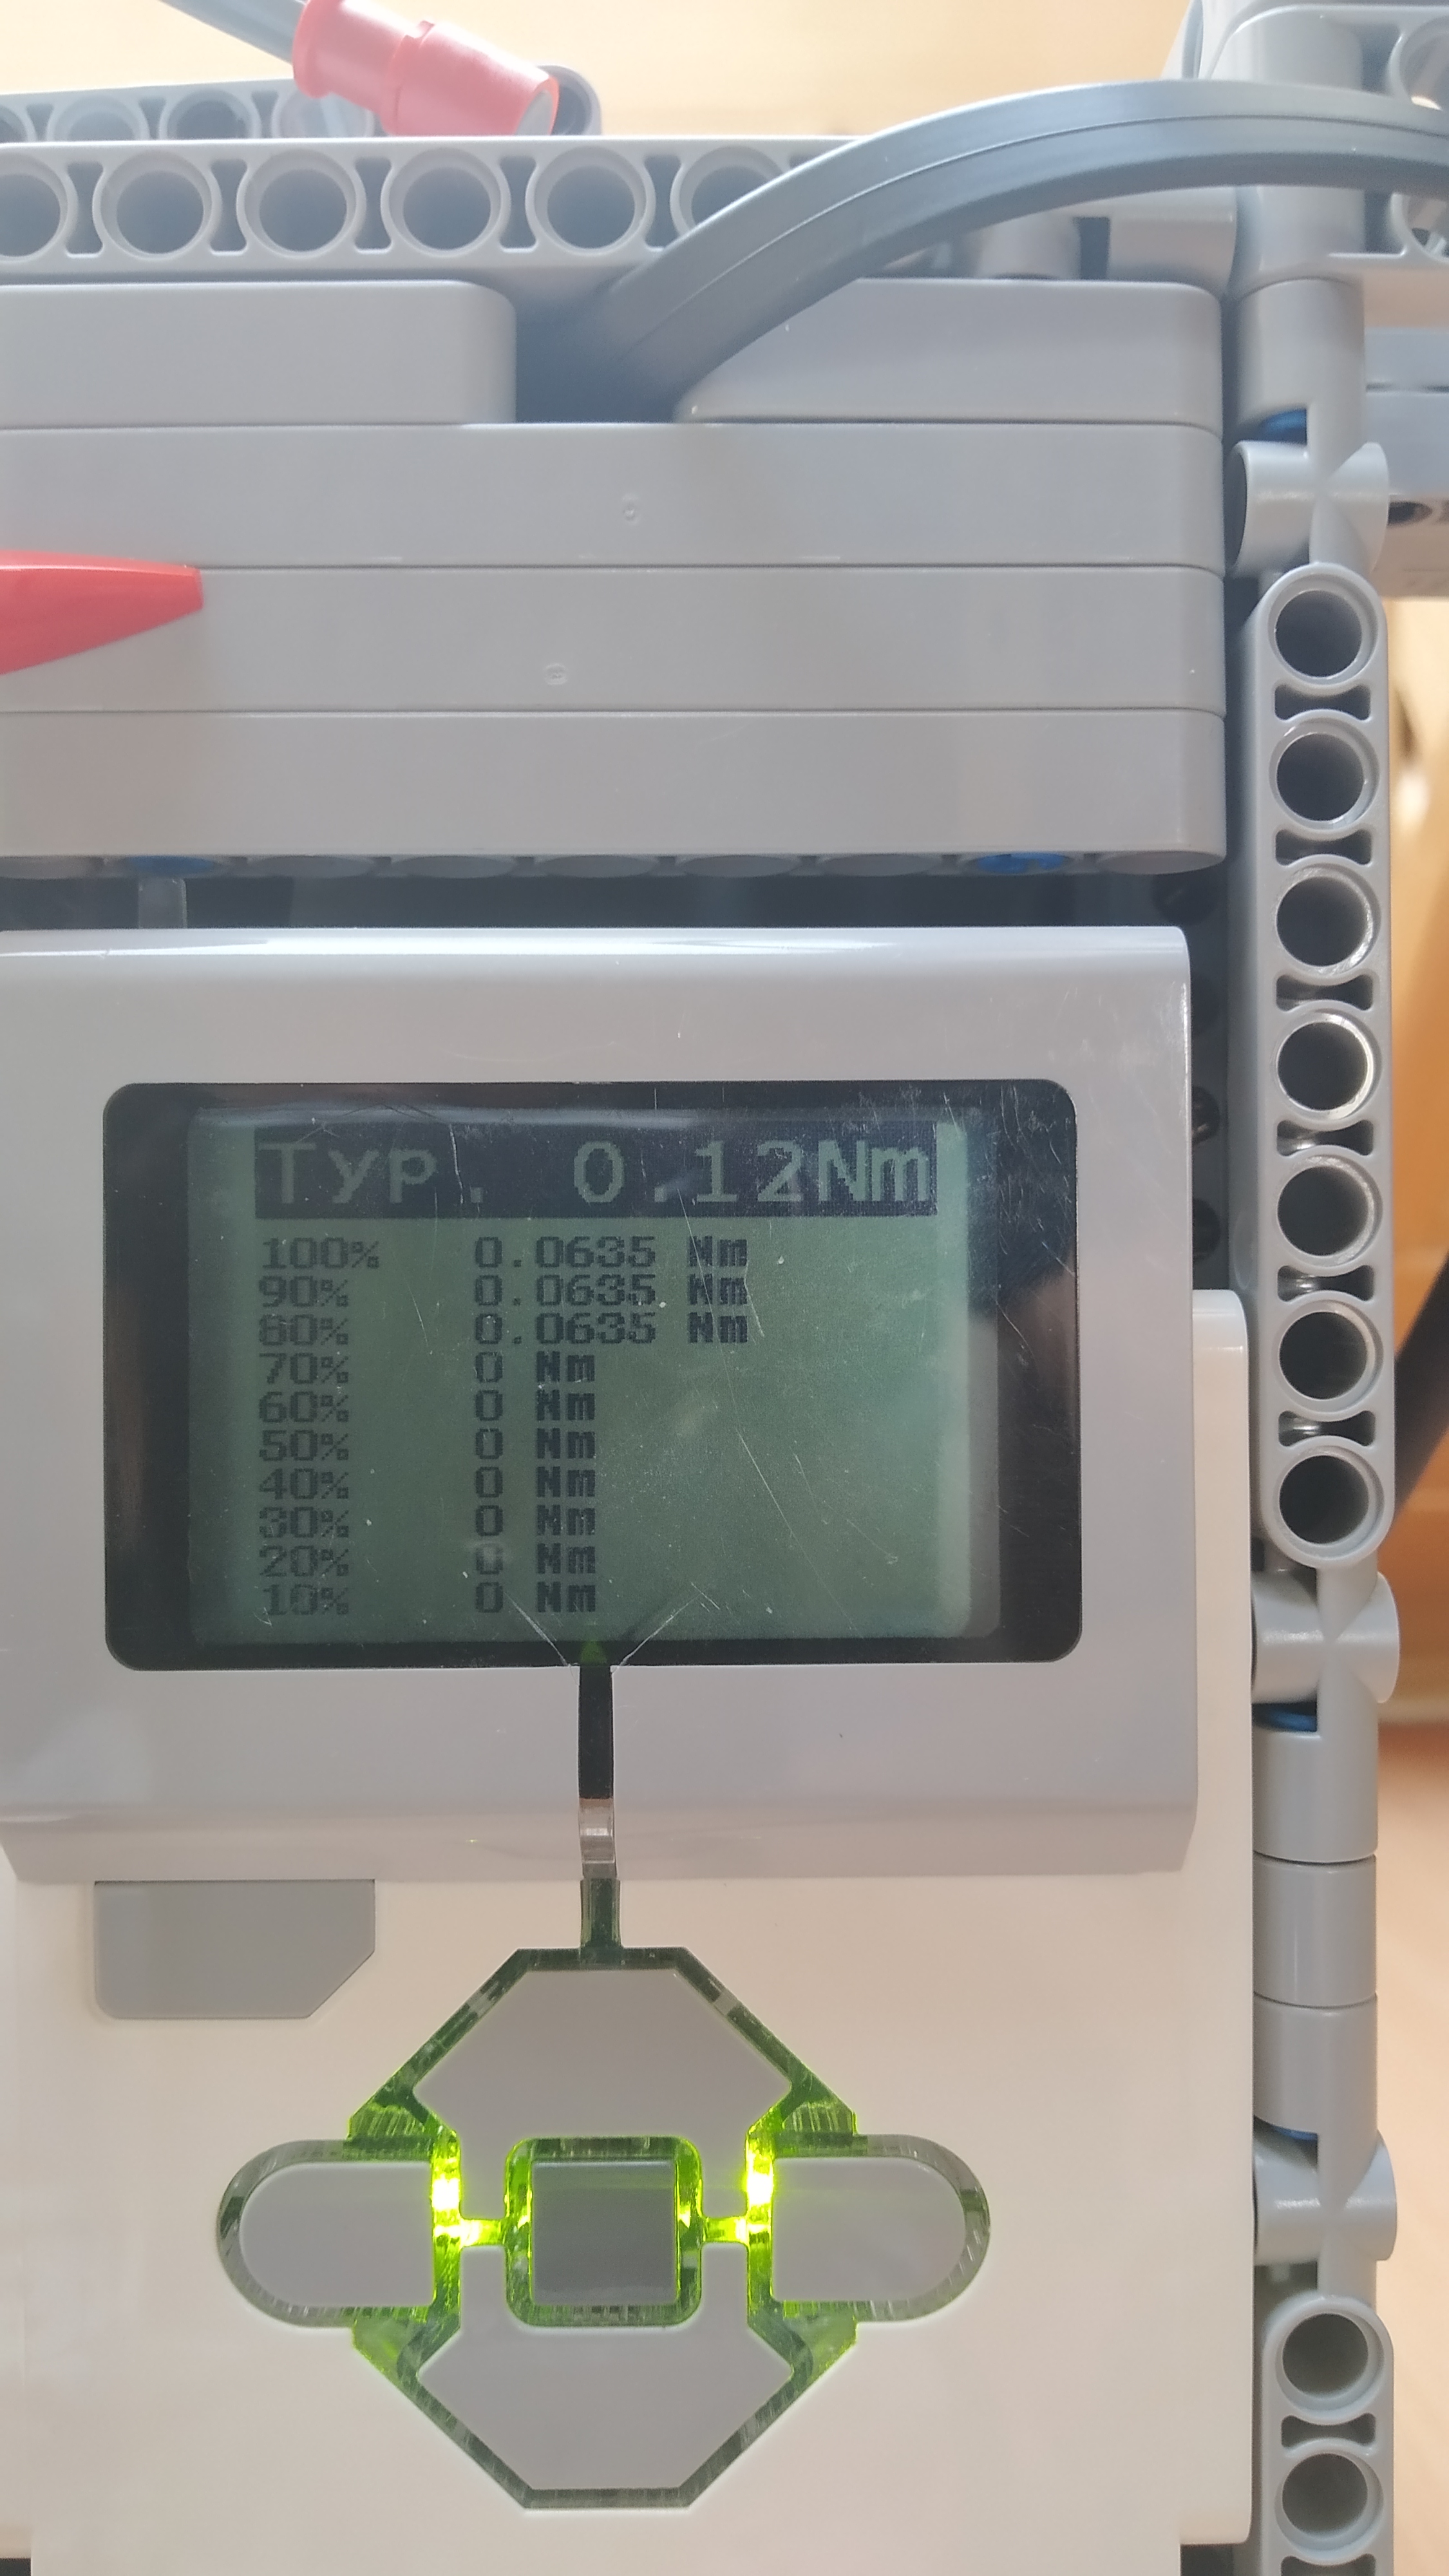 Typ. 0.12Nm
100% 0.0635 Nm
90% 0.0635 Nm
80% 0.0635 Nm
70% 0 Nm
60% 0 Nm
50% 0 Nm
40% 0 Nm
30% 0 Nm
20% 0 Nm
10% 0 Nm